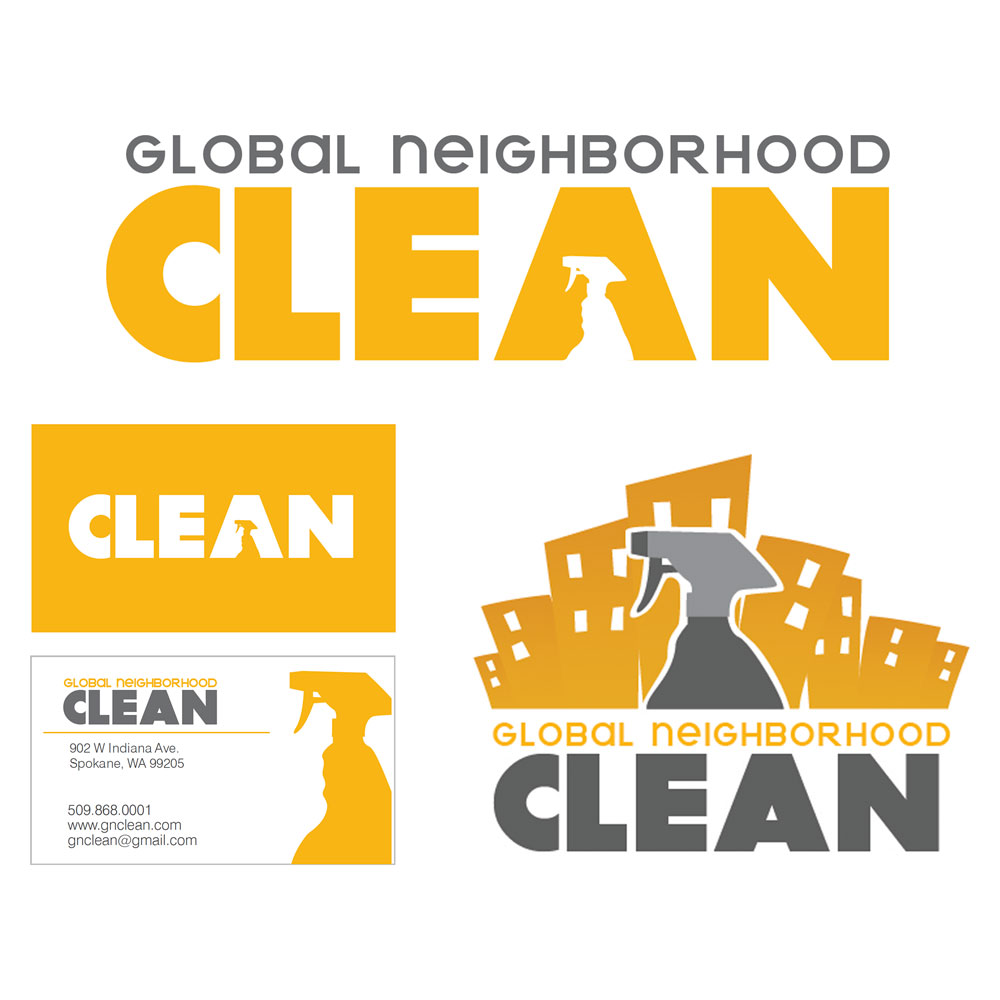 GLOBAL NEIGHBORHOOD
CLEAN
CLEAN
GLOBAL NEIGHBORHOOD
CLEAN
902 W Indiana Ave.
Spokane, WA 99205
509.868.0001
www.gnclean.com
gnclean@gmail.com
GLOBAL NEIGHBORHOOD
CLEAN